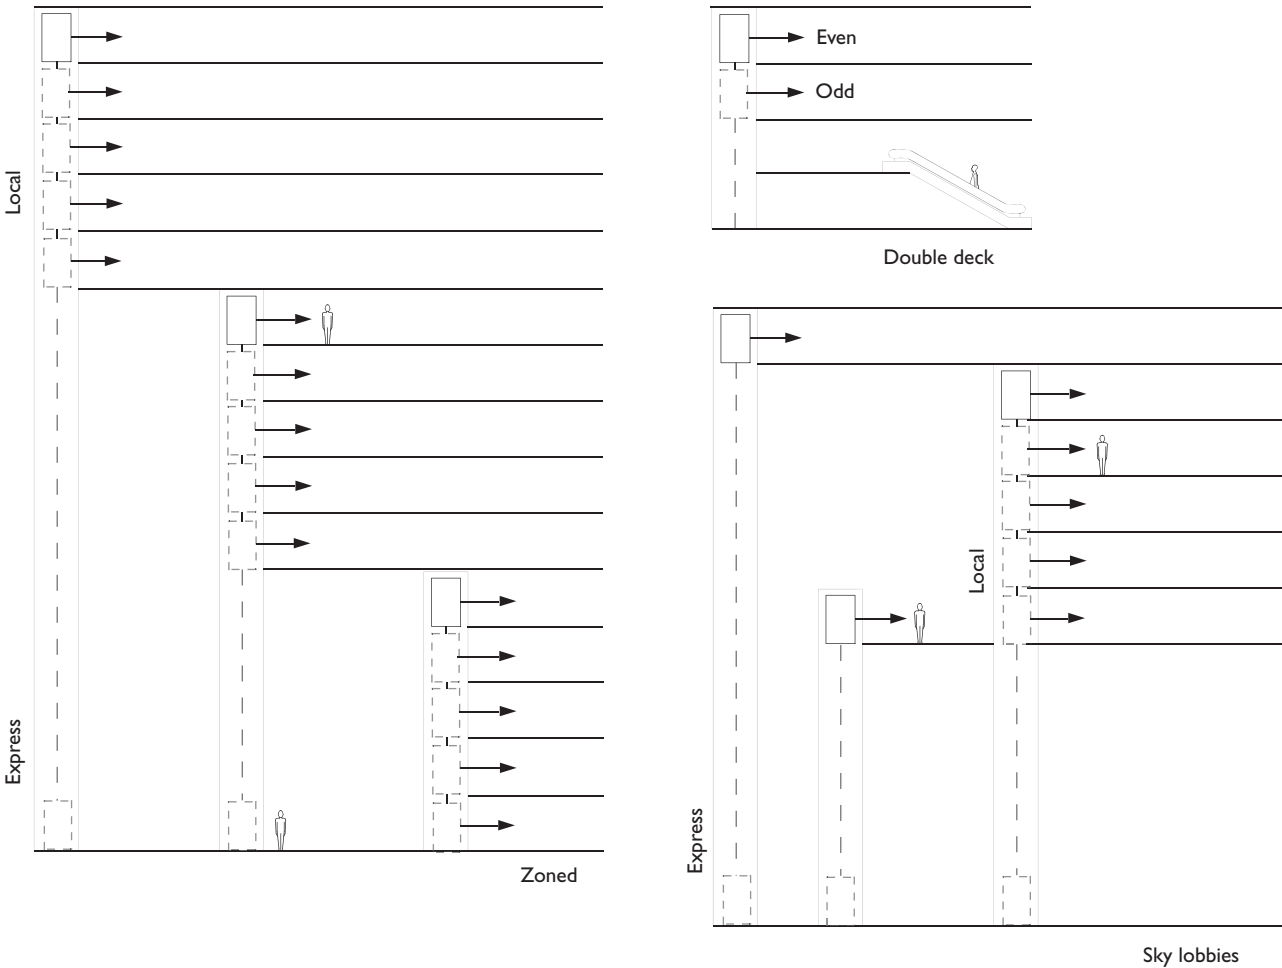 Local
Express
Zoned
Even
Odd
Double deck
Local
Express
Sky lobbies